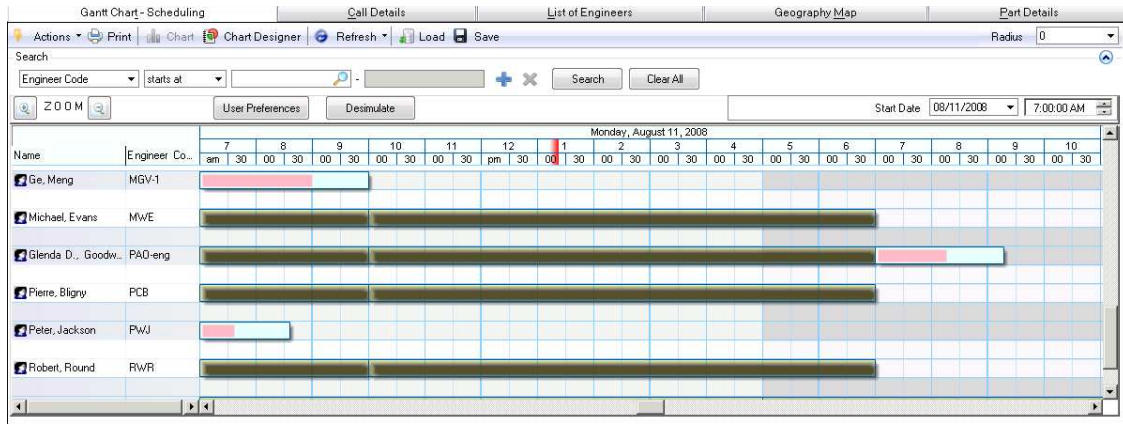 Gantt Chart - Scheduling Call Details List of Engineers Geography Map Part Details
Actions Print Chart Chart Designer Refresh Load Save Radius 0
Search
Engineer Code starts at - Search Clear All
ZOOM User Preferences Desimulate Start Date 08/11/2008 7:00:00 AM
Monday, August 11, 2008
7 8 9 10 11 12 1 2 3 4 5 6 7 8 9 10
Name Engineer Co... am 30 00 30 00 30 00 30 00 30 pm 30 00 30 00 30 00 30 00 30 00 30 00 30 00 30 00 30 00 30 00 30
Ge, Meng MGV-1
Michael, Evans MWE
Glenda D., Goodw... PAO-eng
Pierre, Bligny PCB
Peter, Jackson PWJ
Robert, Round RWR